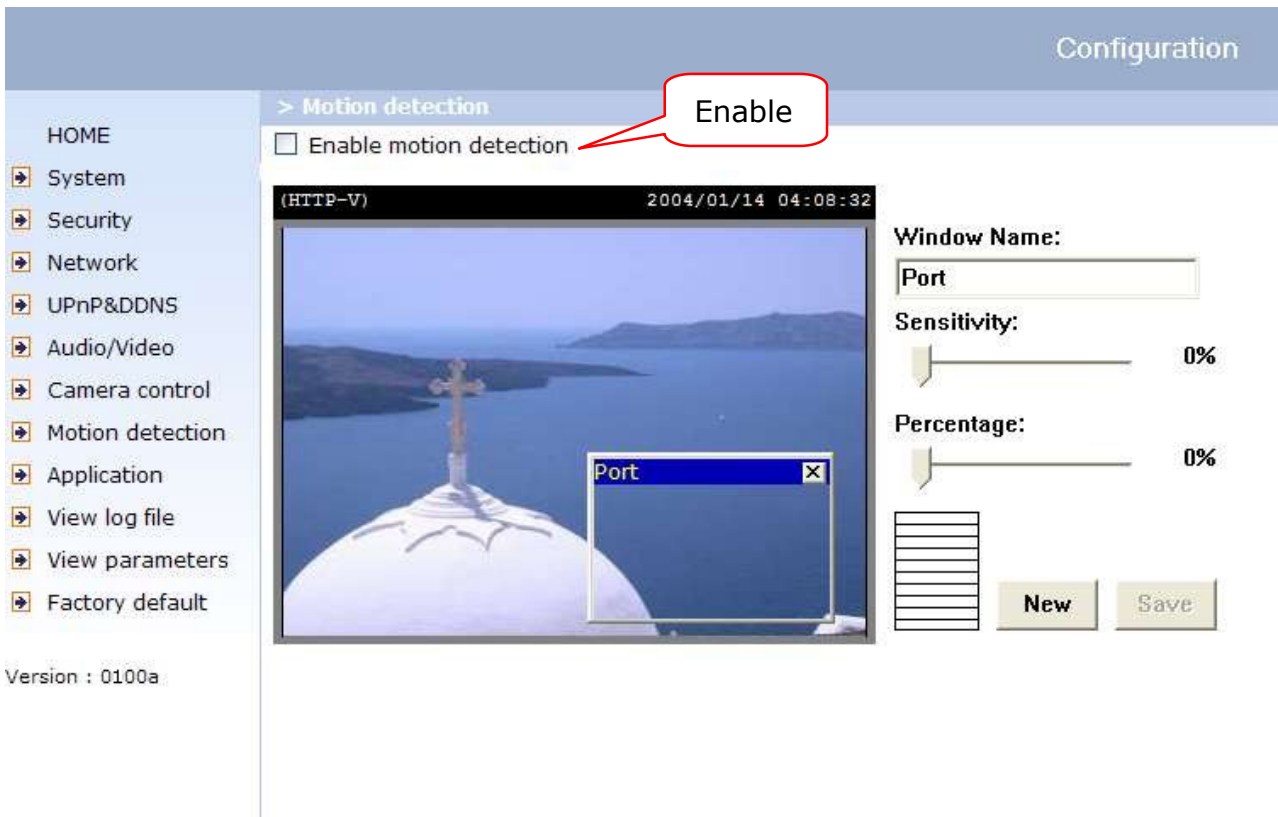 Configuration
> Motion detection
Enable
Enable motion detection
HOME
System
Security
Network
UPnP&DDNS
Audio/Video
Camera control
Motion detection
Application
View log file
View parameters
Factory default
Version : 0100a
(HTTP-V) 2004/01/14 04:08:32
Port
Window Name:
Port
Sensitivity:
0%
Percentage:
0%
New Save